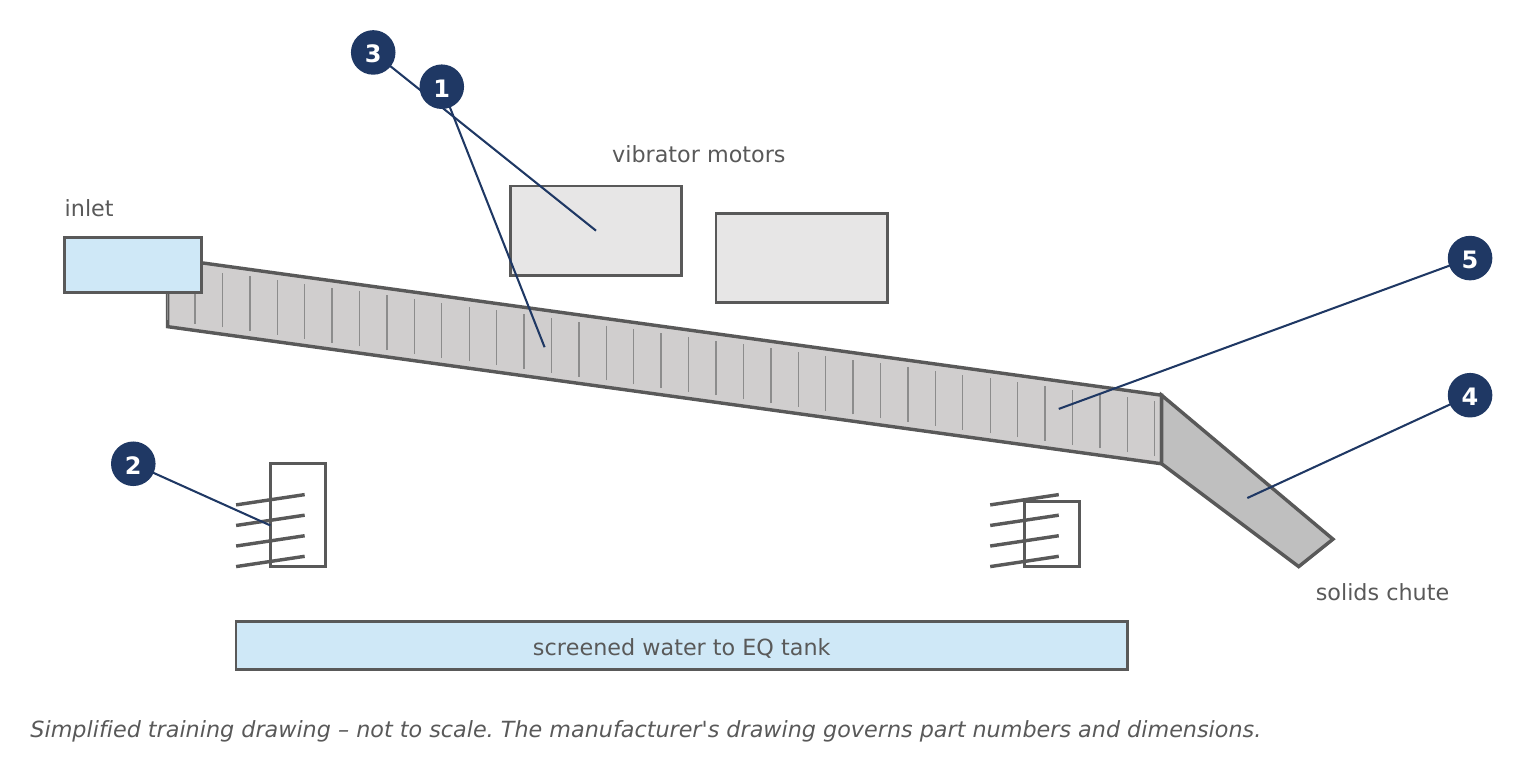 3
1
vibrator motors
inlet
5
4
2
solids chute
screened water to EQ tank
Simplified training drawing – not to scale. The manufacturer's drawing governs part numbers and dimensions.